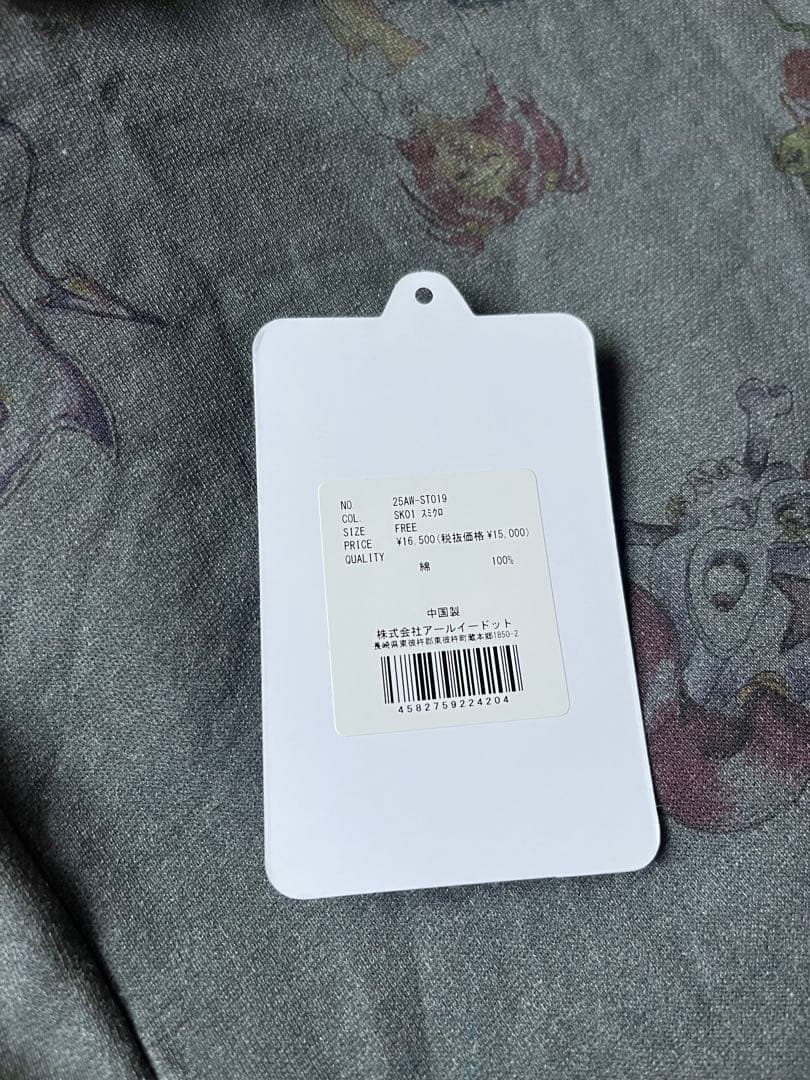 NO. 25AW-ST019
COL. SK01 ｽﾐｸﾛ
SIZE FREE
PRICE ¥16,500(税抜価格¥15,000)
QUALITY
綿 100%
中国製
株式会社アールイードット
長崎県東彼杵郡東彼杵町蔵本郷1850-2
4582759224204